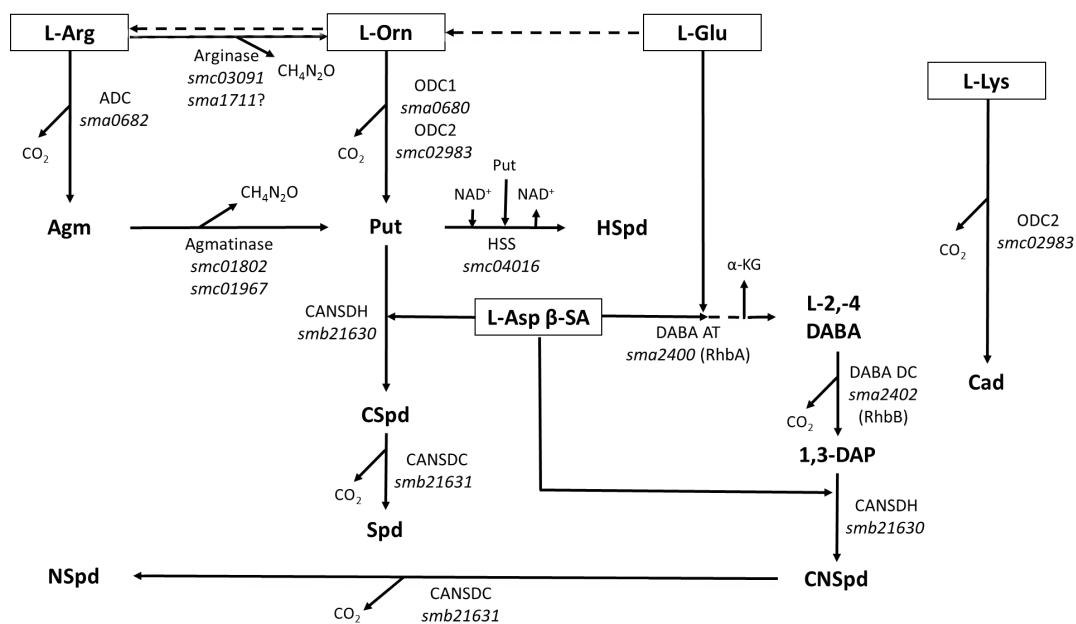 L-Arg
L-Orn
L-Glu
Arginase
smc03091
sma1711?
CH4N2O
L-Lys
ADC
sma0682
CO2
ODC1
sma0680
ODC2
smc02983
CO2
Put
NAD+
NAD+
CH4N2O
Agm
Put
HSpd
Agmatinase
smc01802
smc01967
HSS
smc04016
ODC2
smc02983
CO2
α-KG
CANSDH
smb21630
L-Asp β-SA
DABA AT
sma2400 (RhbA)
L-2,-4
DABA
DABA DC
sma2402
(RhbB)
CO2
Cad
CSpd
1,3-DAP
CANSDC
smb21631
CO2
Spd
CANSDH
smb21630
NSpd
CNSpd
CANSDC
smb21631
CO2